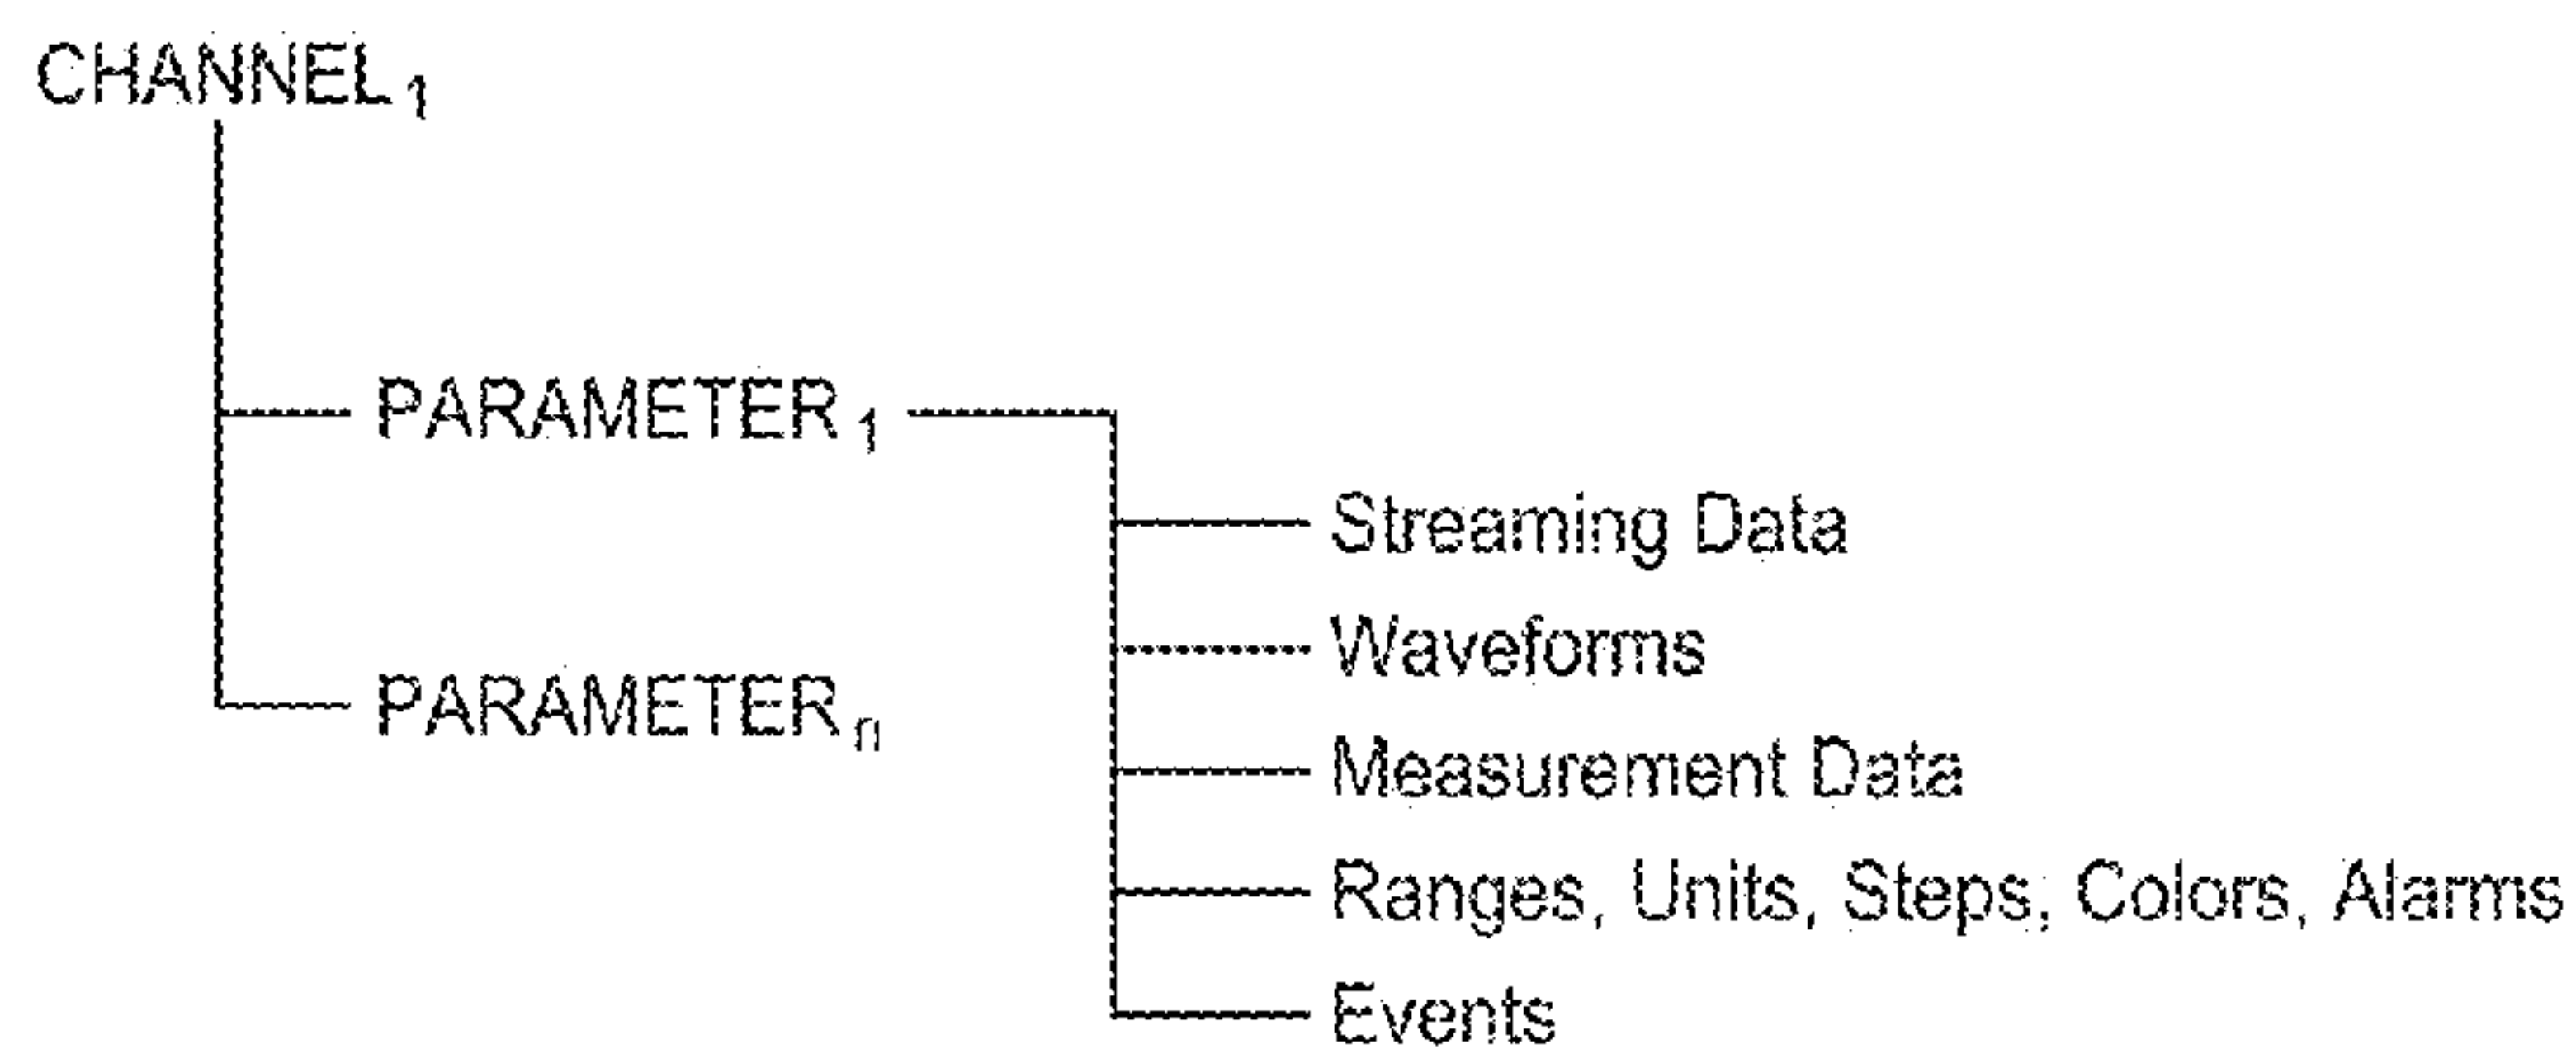 CHANNEL₁
PARAMETER₁
Streaming Data
Waveforms
PARAMETERₙ
Measurement Data
Ranges, Units, Steps, Colors, Alarms
Events